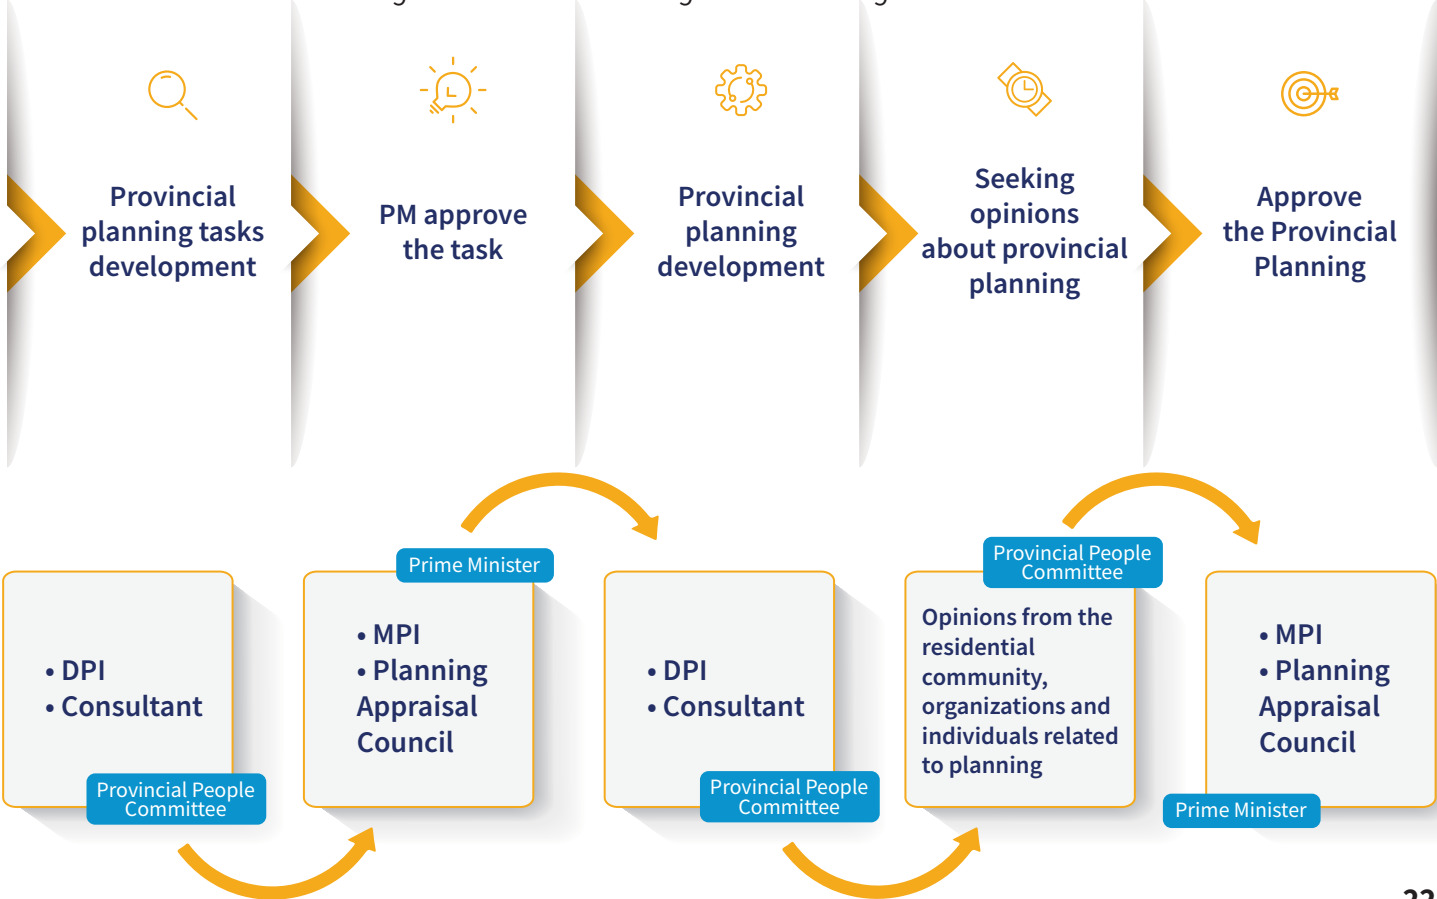 Provincial
planning tasks
development
PM approve
the task
Provincial
planning
development
Seeking
opinions
about provincial
planning
Approve
the Provincial
Planning
• DPI
• Consultant
Provincial People
Committee
Prime Minister
• MPI
• Planning
Appraisal
Council
• DPI
• Consultant
Provincial People
Committee
Provincial People
Committee
Opinions from the
residential
community,
organizations and
individuals related
to planning
• MPI
• Planning
Appraisal
Council
Prime Minister